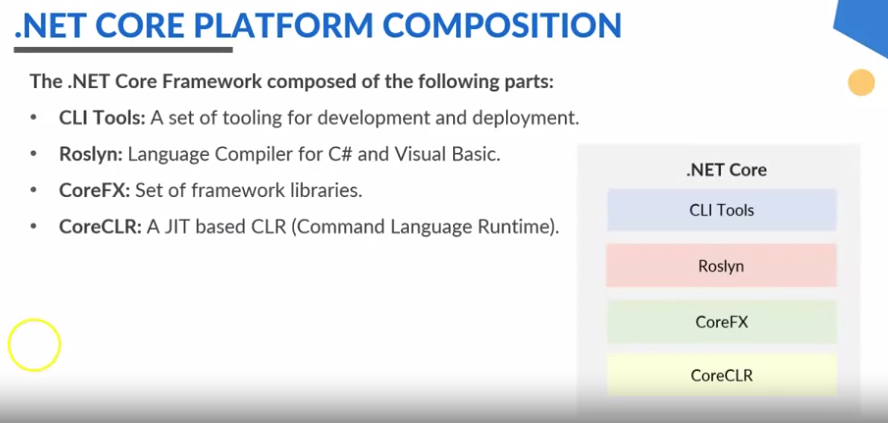 .NET CORE PLATFORM COMPOSITION
The .NET Core Framework composed of the following parts:
• CLI Tools: A set of tooling for development and deployment.
• Roslyn: Language Compiler for C# and Visual Basic.
• CoreFX: Set of framework libraries.
• CoreCLR: A JIT based CLR (Command Language Runtime).
.NET Core
CLI Tools
Roslyn
CoreFX
CoreCLR